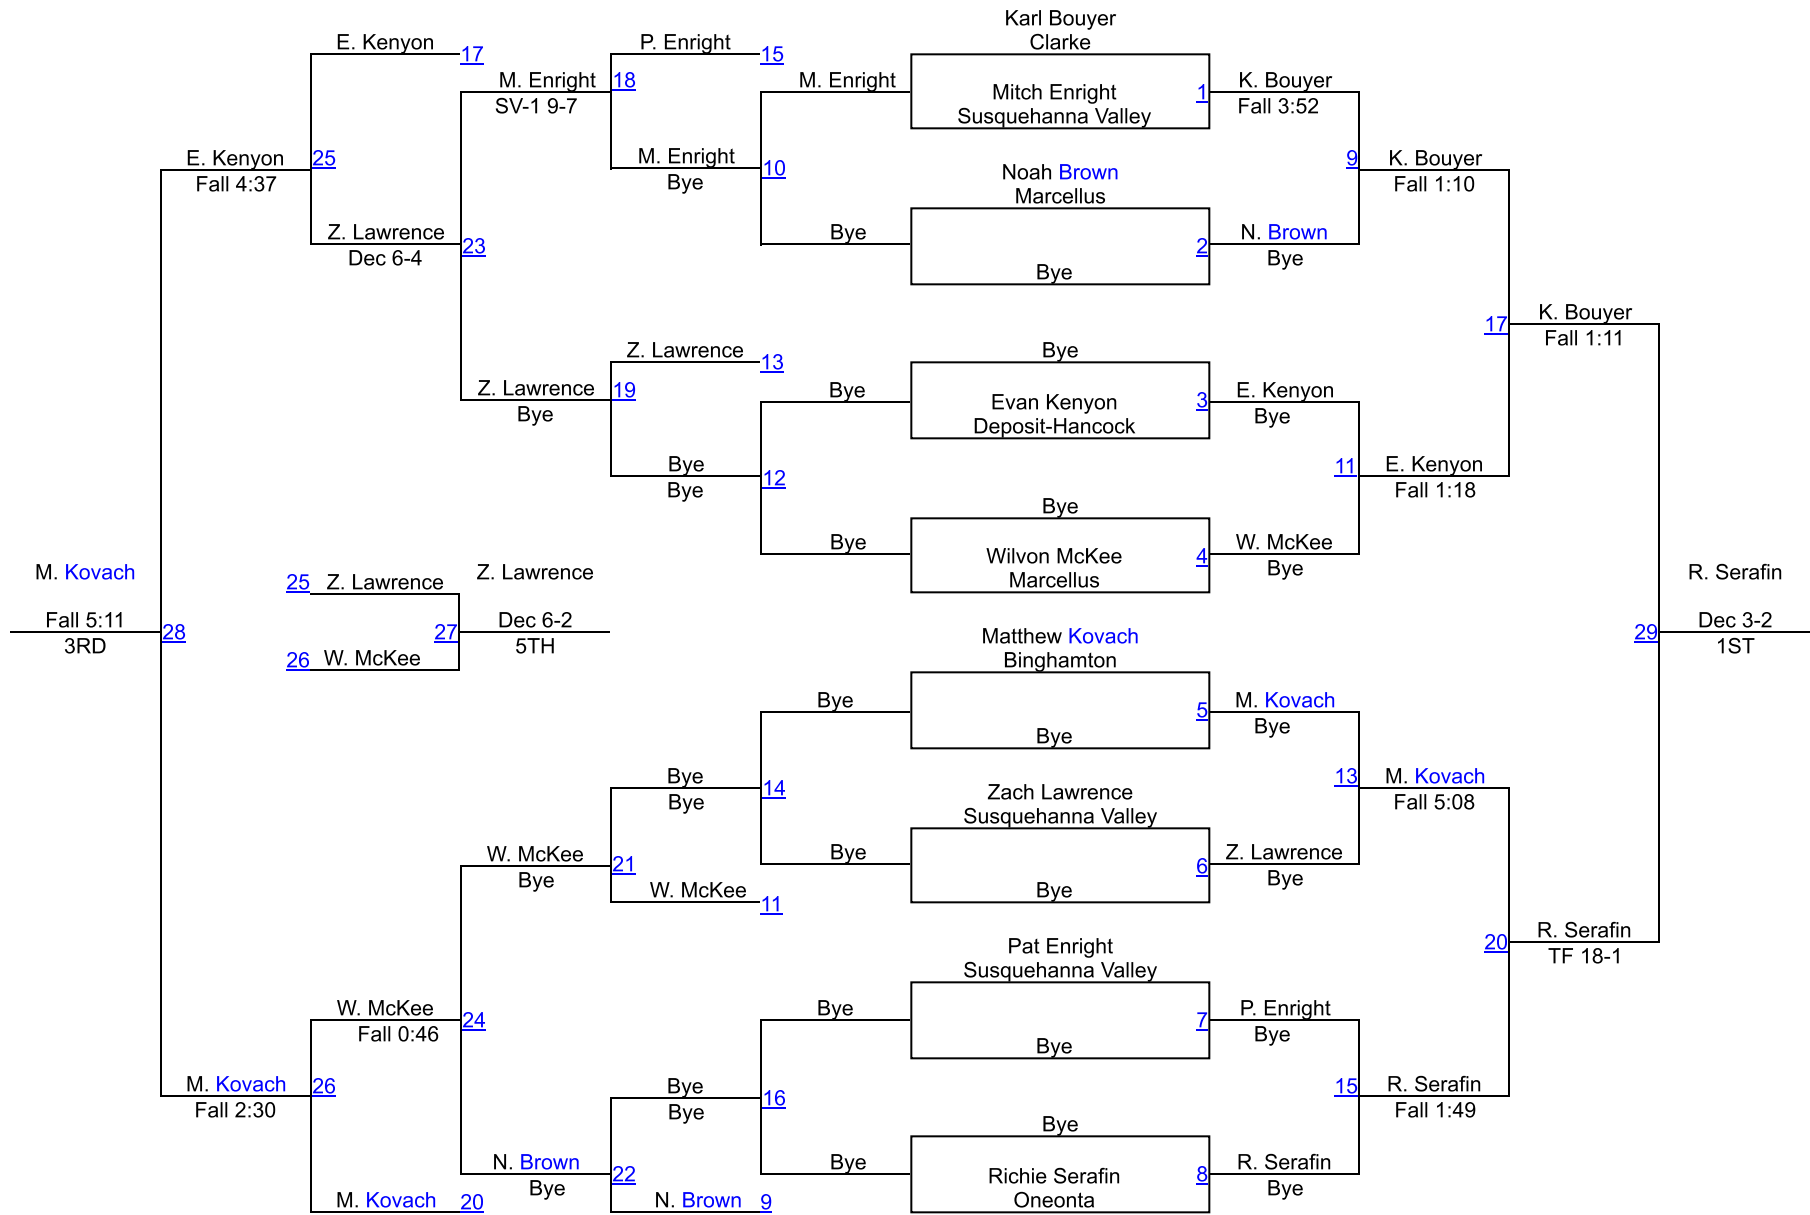 Karl Bouyer
Clarke
E. Kenyon
17
P. Enright
15
M. Enright
SV-1 9-7
18
M. Enright
Mitch Enright
Susquehanna Valley
1
K. Bouyer
Fall 3:52
E. Kenyon
Fall 4:37
25
M. Enright
Bye
10
Noah Brown
Marcellus
9
K. Bouyer
Fall 1:10
Z. Lawrence
Dec 6-4
23
Bye
Bye
2
N. Brown
Bye
Z. Lawrence
13
Bye
17
K. Bouyer
Fall 1:11
Z. Lawrence
Bye
19
Bye
Evan Kenyon
Deposit-Hancock
3
E. Kenyon
Bye
Bye
Bye
12
11
E. Kenyon
Fall 1:18
Bye
Bye
Wilvon McKee
Marcellus
4
W. McKee
Bye
M. Kovach
Fall 5:11
3RD
28
25
Z. Lawrence
26
W. McKee
27
Z. Lawrence
Dec 6-2
5TH
R. Serafin
Dec 3-2
1ST
29
Matthew Kovach
Binghamton
Bye
Bye
5
M. Kovach
Bye
Bye
Bye
14
Zach Lawrence
Susquehanna Valley
13
M. Kovach
Fall 5:08
W. McKee
Bye
21
Bye
Bye
6
Z. Lawrence
Bye
W. McKee
11
Pat Enright
Susquehanna Valley
20
R. Serafin
TF 18-1
W. McKee
Fall 0:46
24
Bye
Bye
7
P. Enright
Bye
M. Kovach
Fall 2:30
26
Bye
Bye
16
Bye
15
R. Serafin
Fall 1:49
N. Brown
Bye
22
Bye
Richie Serafin
Oneonta
8
R. Serafin
Bye
M. Kovach
20
N. Brown
9